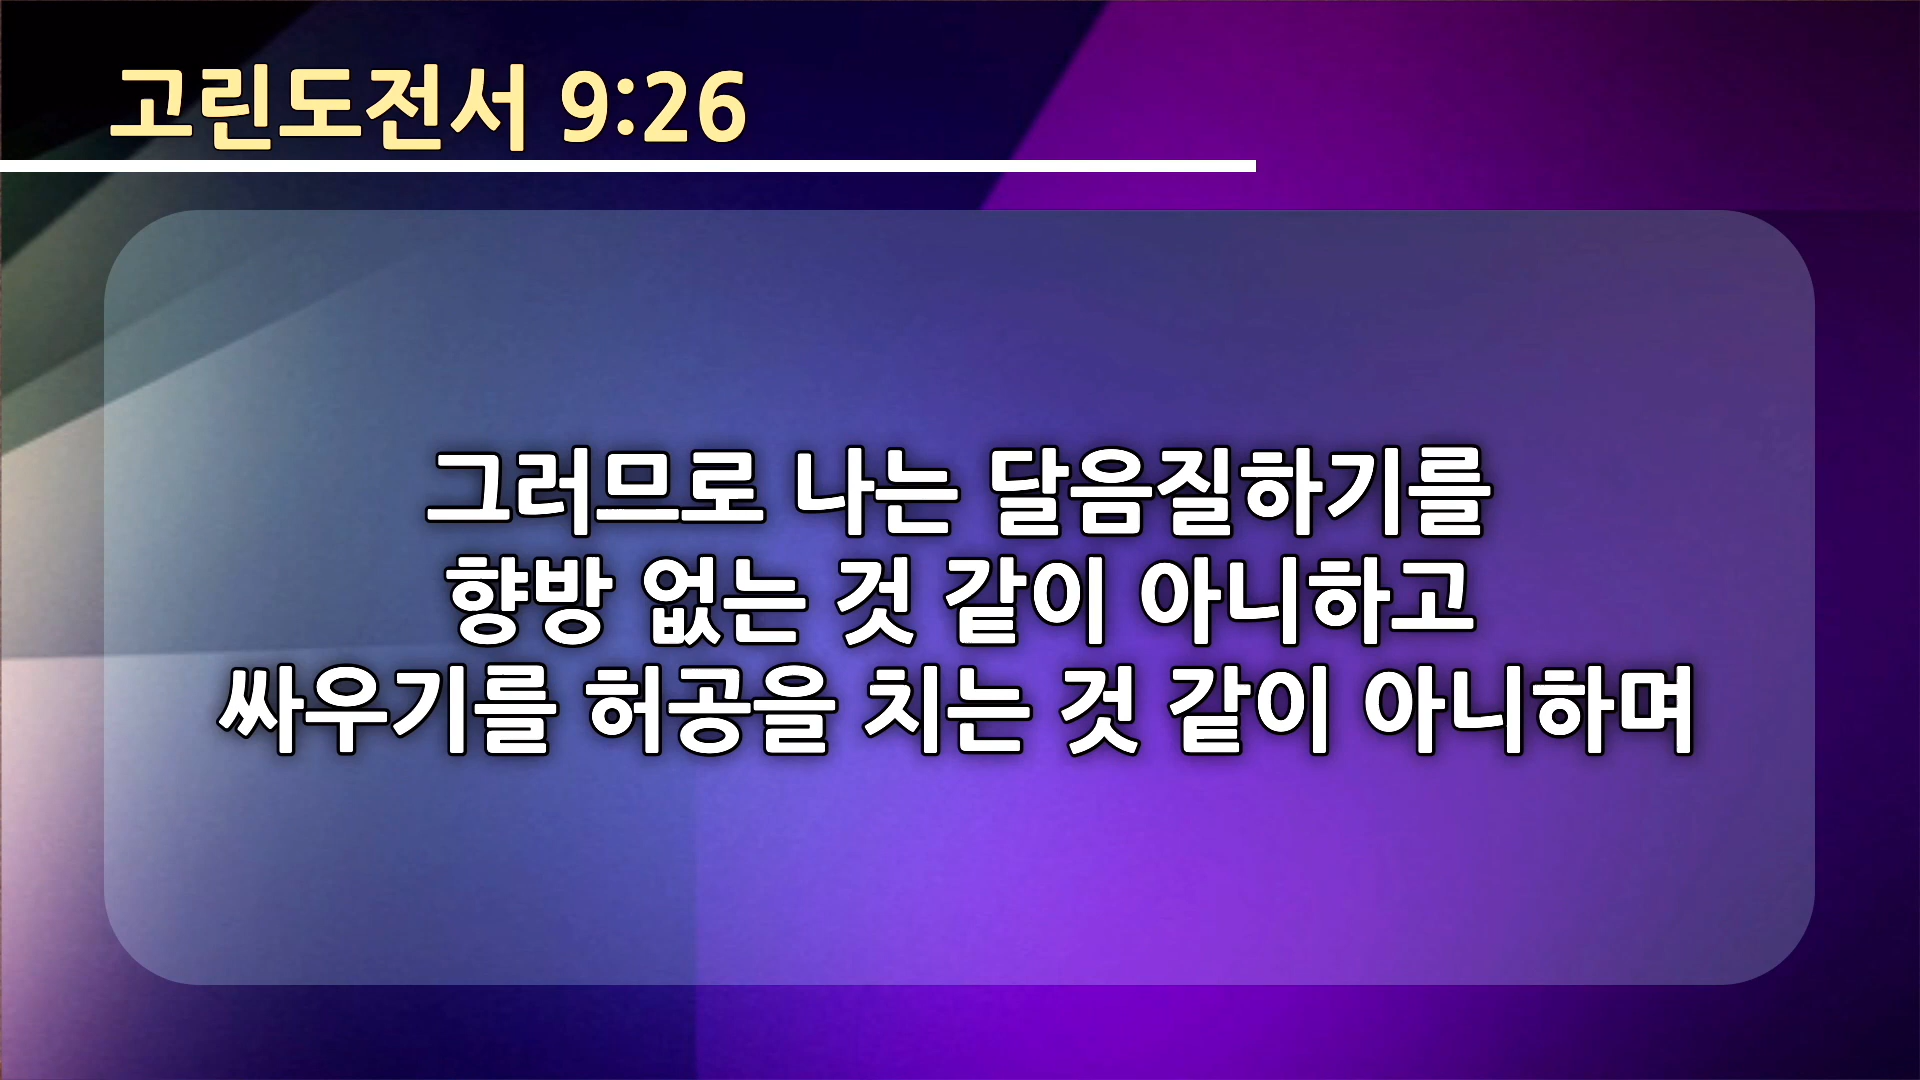 고린도전서 9:26
그러므로 나는 달음질하기를
향방 없는 것 같이 아니하고
싸우기를 허공을 치는 것 같이 아니하며